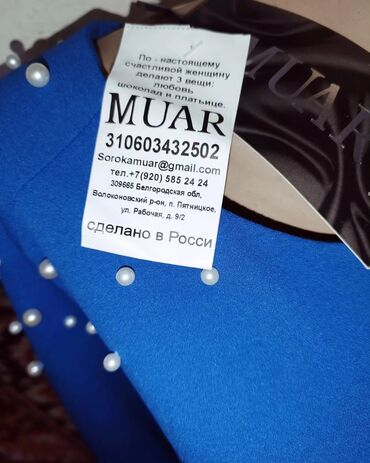 По - настоящему
счастливой женщину
делают 3 вещи:
любовь
шоколад и платьице.
MUAR
310603432502
Sorokamuar@gmail.com
тел.+7(920) 585 24 24
309665 Белгородская обл,
Волоконовский р-он, п. Пятницкое,
ул. Рабочая, д. 9/2
сделано в Росси
MUAR